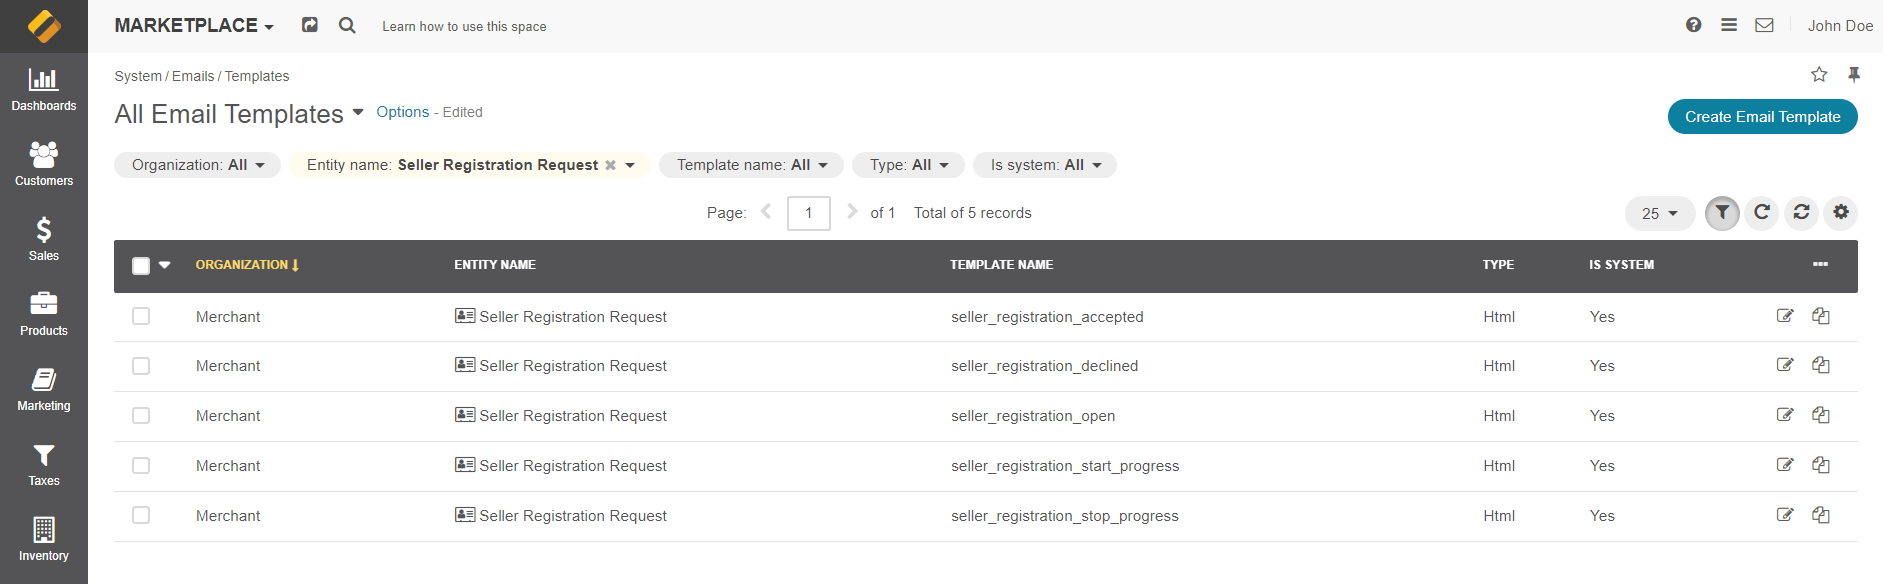 MARKETPLACE Learn how to use this space John Doe
System / Emails / Templates
All Email Templates Options - Edited Create Email Template
Organization: All Entity name: Seller Registration Request Template name: All Type: All Is system: All
Page: 1 of 1 Total of 5 records 25
ORGANIZATION ENTITY NAME TEMPLATE NAME TYPE IS SYSTEM
Merchant Seller Registration Request seller_registration_accepted Html Yes
Merchant Seller Registration Request seller_registration_declined Html Yes
Merchant Seller Registration Request seller_registration_open Html Yes
Merchant Seller Registration Request seller_registration_start_progress Html Yes
Merchant Seller Registration Request seller_registration_stop_progress Html Yes
Dashboards
Customers
Sales
Products
Marketing
Taxes
Inventory